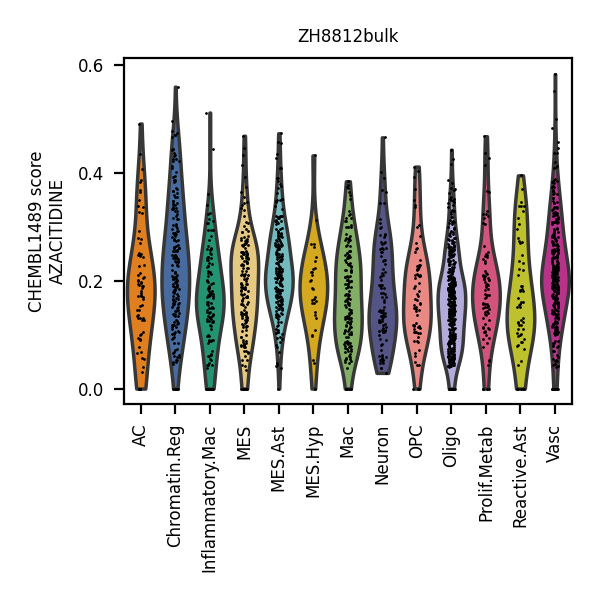 ZH8812bulk
CHEMBL1489 score
AZACITIDINE
0.6
0.4
0.2
0.0
AC
Chromatin.Reg
Inflammatory.Mac
MES
MES.Ast
MES.Hyp
Mac
Neuron
OPC
Oligo
Prolif.Metab
Reactive.Ast
Vasc